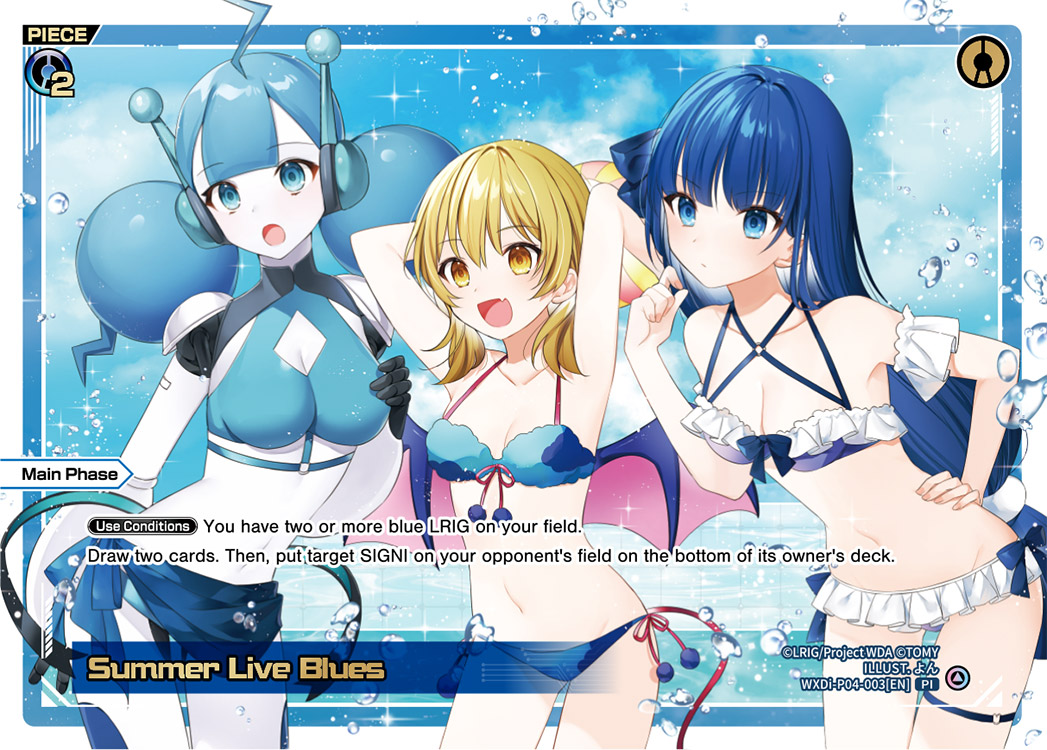 PIECE
2
Main Phase
Use Conditions You have two or more blue LRIG on your field.
Draw two cards. Then, put target SIGNI on your opponent's field on the bottom of its owner's deck.
Summer Live Blues
©LRIG/ProjectWDA ©TOMY
ILLUST. よん
WXDi-P04-003[EN] PI